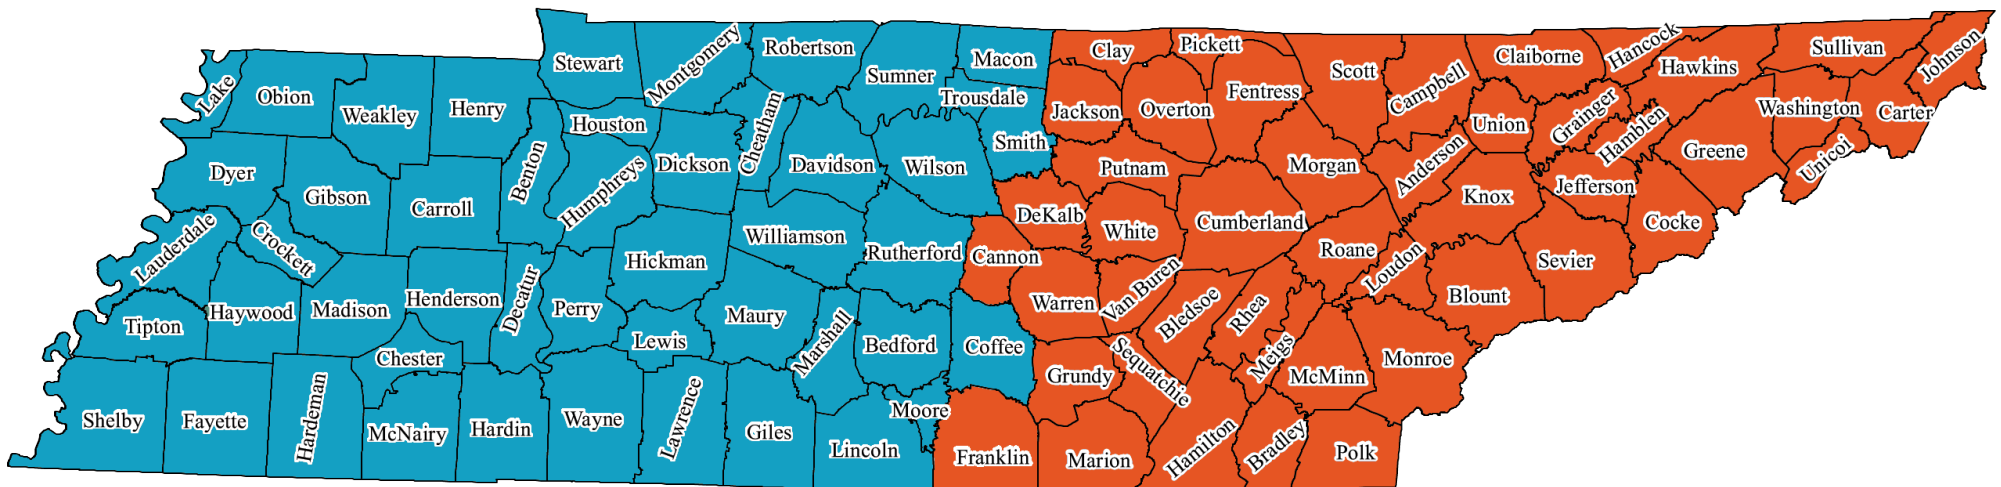 Lake
Obion
Weakley
Henry
Stewart
Montgomery
Robertson
Sumner
Macon
Trousdale
Clay
Pickett
Scott
Campbell
Claiborne
Hancock
Hawkins
Sullivan
Johnson
Dyer
Gibson
Carroll
Benton
Houston
Humphreys
Dickson
Cheatham
Davidson
Wilson
Smith
Jackson
Overton
Fentress
Putnam
Morgan
Anderson
Union
Grainger
Hamblen
Greene
Washington
Unicoi
Carter
Lauderdale
Crockett
Hickman
Williamson
Rutherford
Cannon
DeKalb
White
Cumberland
Roane
Loudon
Knox
Jefferson
Sevier
Cocke
Tipton
Haywood
Madison
Henderson
Decatur
Perry
Lewis
Maury
Marshall
Bedford
Coffee
Warren
Van Buren
Bledsoe
Rhea
Meigs
McMinn
Monroe
Blount
Shelby
Fayette
Hardeman
Chester
McNairy
Hardin
Wayne
Lawrence
Giles
Lincoln
Moore
Franklin
Grundy
Marion
Sequatchie
Hamilton
Bradley
Polk